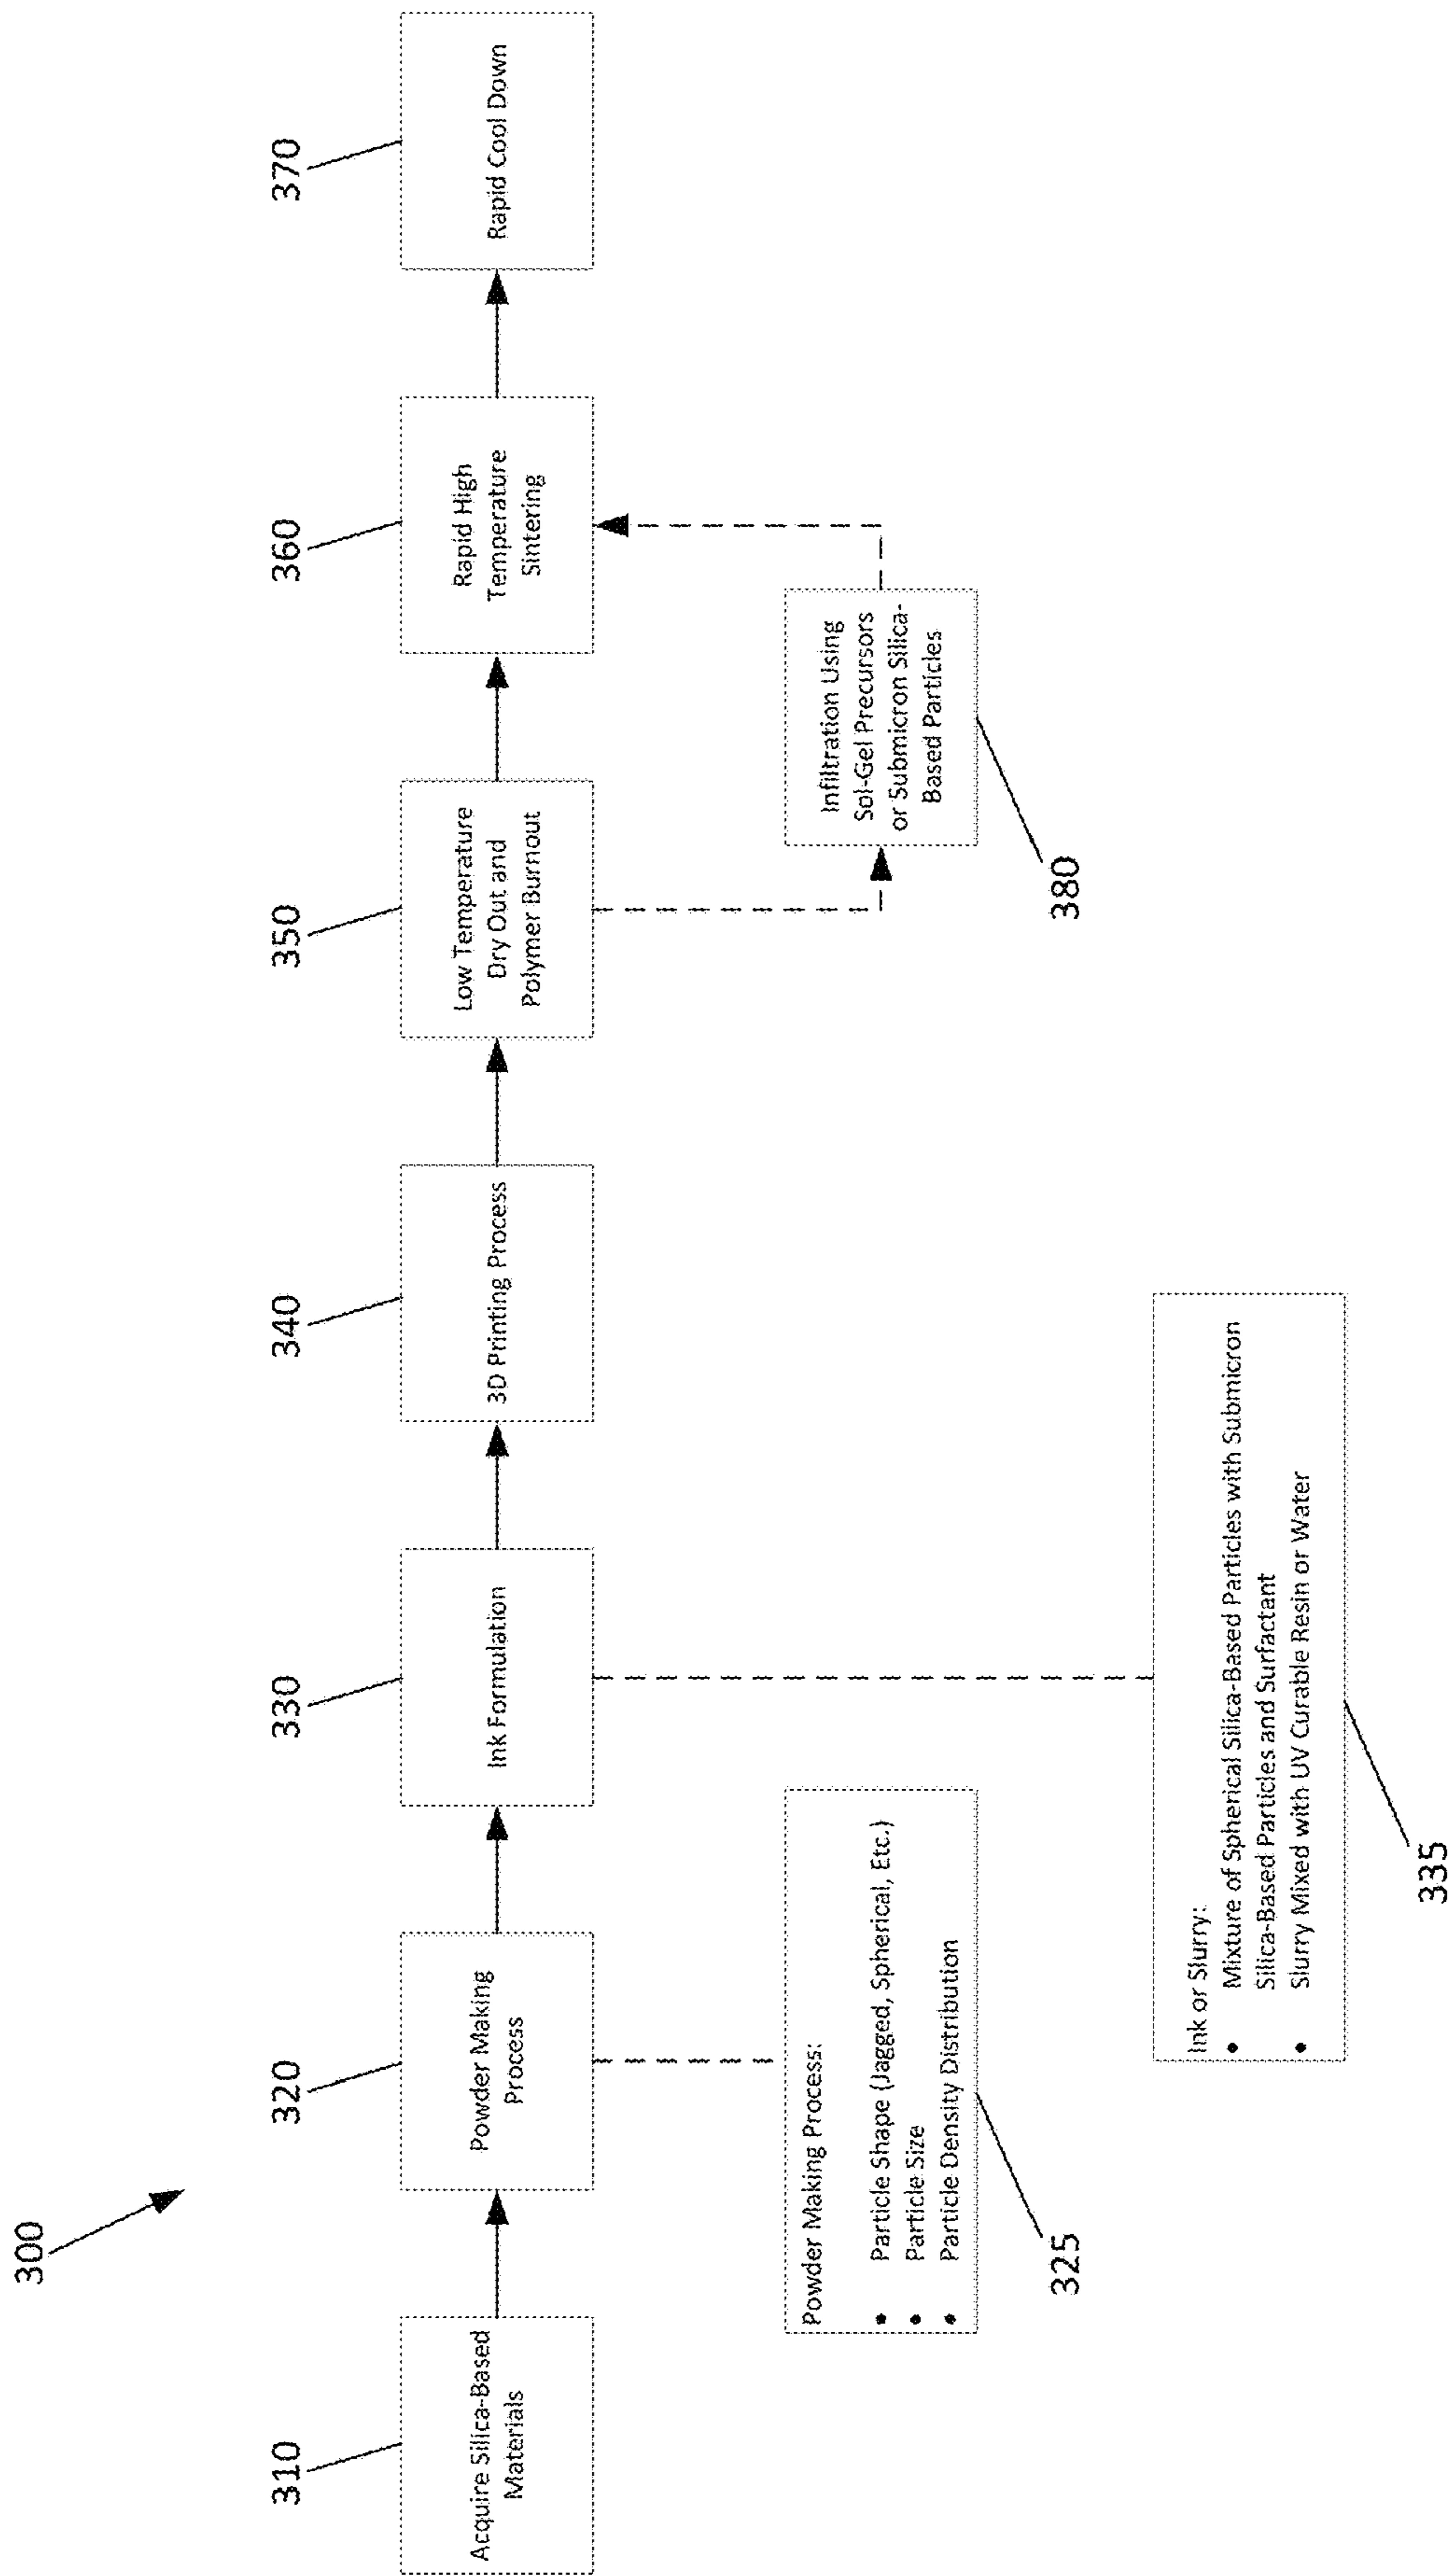 300
310
Acquire Silica-Based
Materials
320
Powder Making
Process
330
Ink Formulation
340
3D Printing Process
350
Low Temperature
Dry Out and
Polymer Burnout
360
Rapid High
Temperature
Sintering
370
Rapid Cool Down
Powder Making Process:
• Particle Shape (Jagged, Spherical, Etc.)
• Particle Size
• Particle Density Distribution
325
Infiltration Using
Sol-Gel Precursors
or Submicron Silica-
Based Particles
380
Ink or Slurry:
• Mixture of Spherical Silica-Based Particles with Submicron
Silica-Based Particles and Surfactant
• Slurry Mixed with UV Curable Resin or Water
335